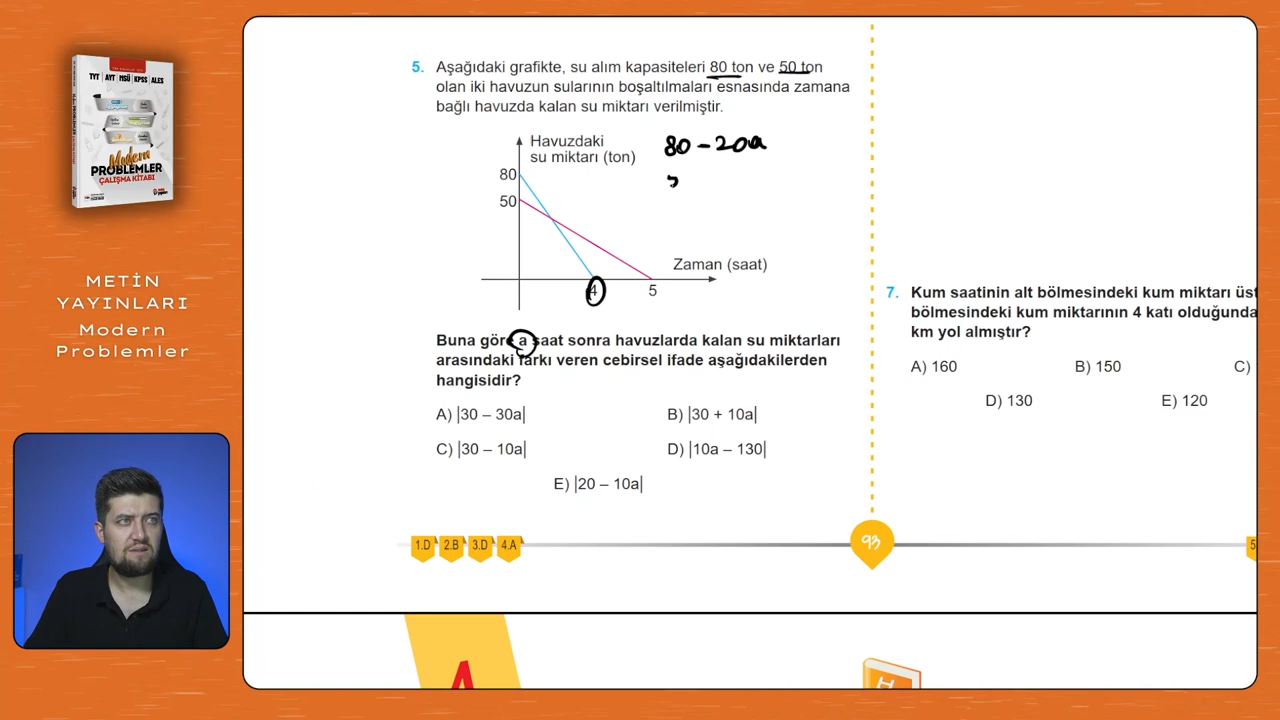 TYT | AYT | MSÜ | KPSS | ALES
Modern
PROBLEMLER
ÇALIŞMA KİTABI
METİN
YAYINLARI
Modern
Problemler
5. Aşağıdaki grafikte, su alım kapasiteleri 80 ton ve 50 ton
olan iki havuzun sularının boşaltılmaları esnasında zamana
bağlı havuzda kalan su miktarı verilmiştir.
Havuzdaki
su miktarı (ton)
80 – 20a
80
50
Zaman (saat)
4
5
Buna göre a saat sonra havuzlarda kalan su miktarları
arasındaki farkı veren cebirsel ifade aşağıdakilerden
hangisidir?
A) |30 – 30a|
B) |30 + 10a|
C) |30 – 10a|
D) |10a – 130|
E) |20 – 10a|
1.D 2.B 3.D 4.A
93
7. Kum saatinin alt bölmesindeki kum miktarı üst
bölmesindeki kum miktarının 4 katı olduğunda
km yol almıştır?
A) 160
B) 150
C)
D) 130
E) 120
5
A